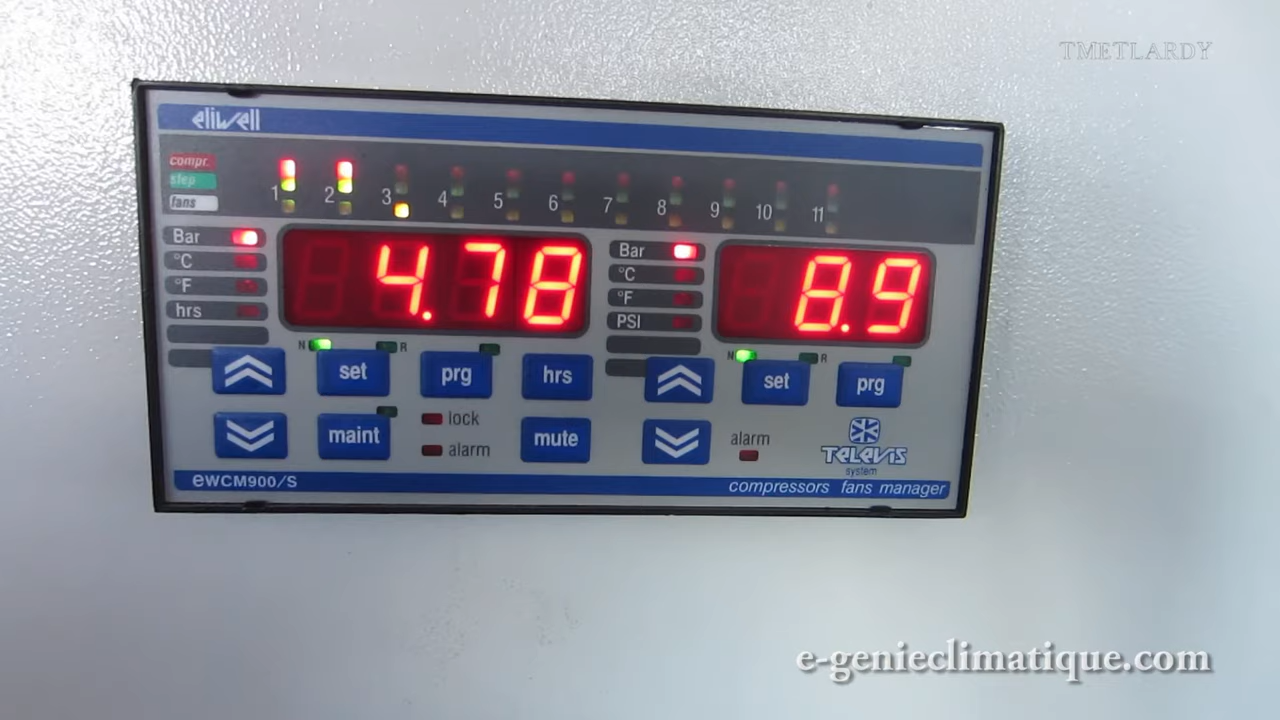 TMETLARDY
eliwell
compr.
step
fans
1 2 3 4 5 6 7 8 9 10 11
Bar
°C
°F
hrs
4.78
Bar
°C
°F
PSI
8.9
N R
set prg hrs
maint
lock
alarm
mute
N R
set prg
alarm
TELEVIS
system
eWCM900/S
compressors fans manager
e-genieclimatique.com